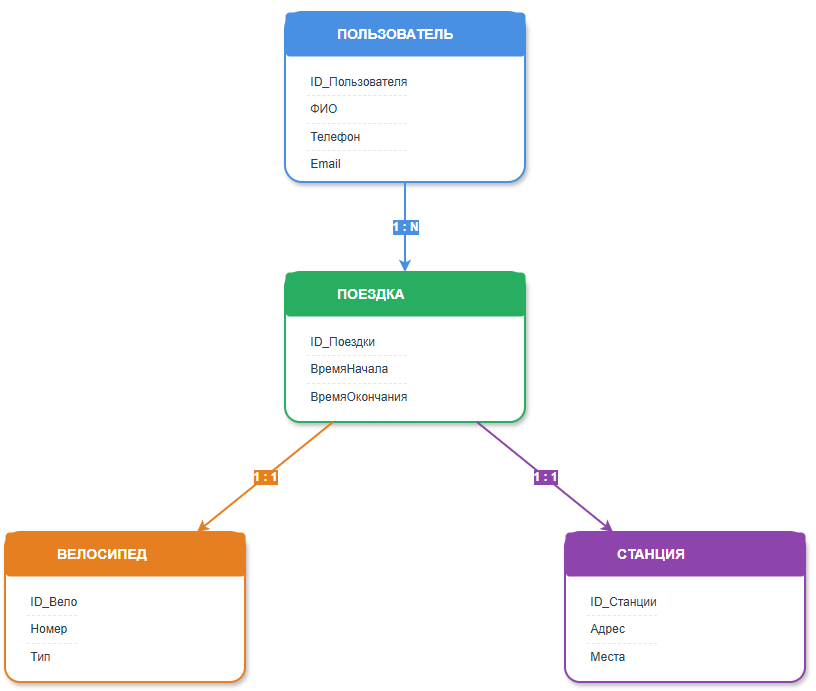 ПОЛЬЗОВАТЕЛЬ
ID_Пользователя
ФИО
Телефон
Email
1 : N
ПОЕЗДКА
ID_Поездки
ВремяНачала
ВремяОкончания
1 : 1
1 : 1
ВЕЛОСИПЕД
ID_Вело
Номер
Тип
СТАНЦИЯ
ID_Станции
Адрес
Места